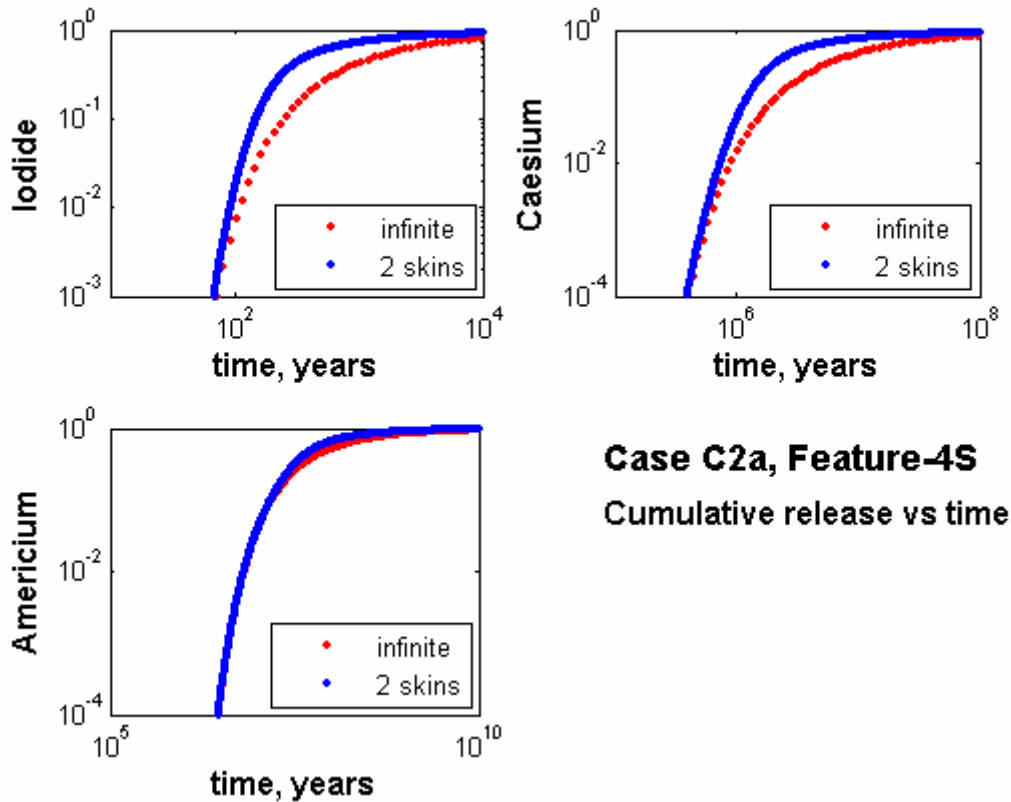 Iodide
10^0
10^-1
10^-2
10^-3
infinite
2 skins
10^2
10^4
time, years
Caesium
10^0
10^-2
10^-4
infinite
2 skins
10^6
10^8
time, years
Americium
10^0
10^-2
10^-4
infinite
2 skins
10^5
10^10
time, years
Case C2a, Feature-4S
Cumulative release vs time